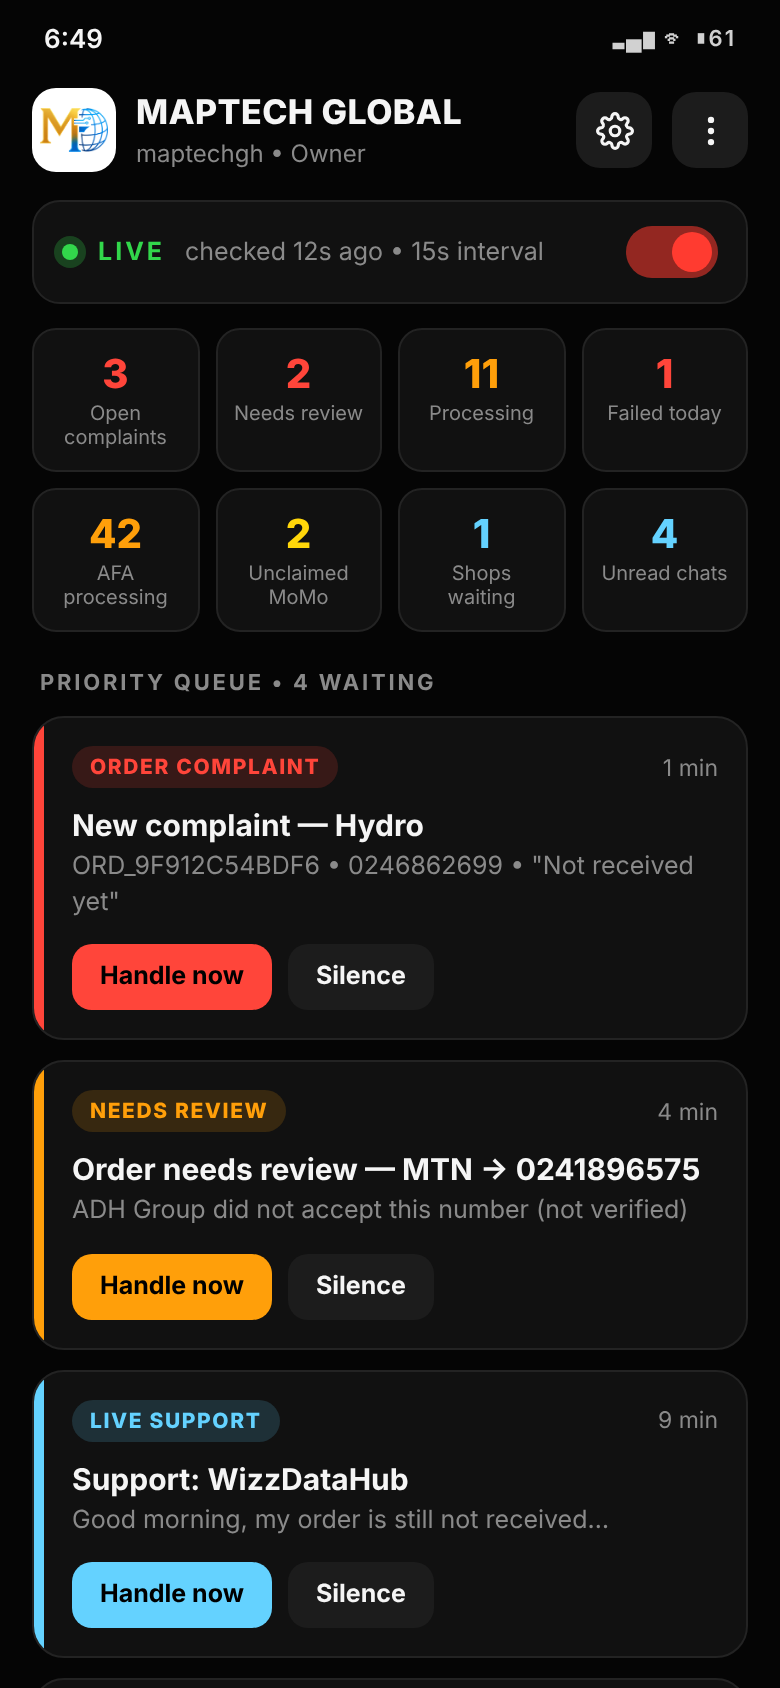 6:49
61
MAPTECH GLOBAL
maptechgh • Owner
LIVE checked 12s ago • 15s interval
3
Open
complaints
2
Needs review
11
Processing
1
Failed today
42
AFA
processing
2
Unclaimed
MoMo
1
Shops
waiting
4
Unread chats
PRIORITY QUEUE • 4 WAITING
ORDER COMPLAINT
1 min
New complaint — Hydro
ORD_9F912C54BDF6 • 0246862699 • "Not received
yet"
Handle now
Silence
NEEDS REVIEW
4 min
Order needs review — MTN → 0241896575
ADH Group did not accept this number (not verified)
Handle now
Silence
LIVE SUPPORT
9 min
Support: WizzDataHub
Good morning, my order is still not received...
Handle now
Silence